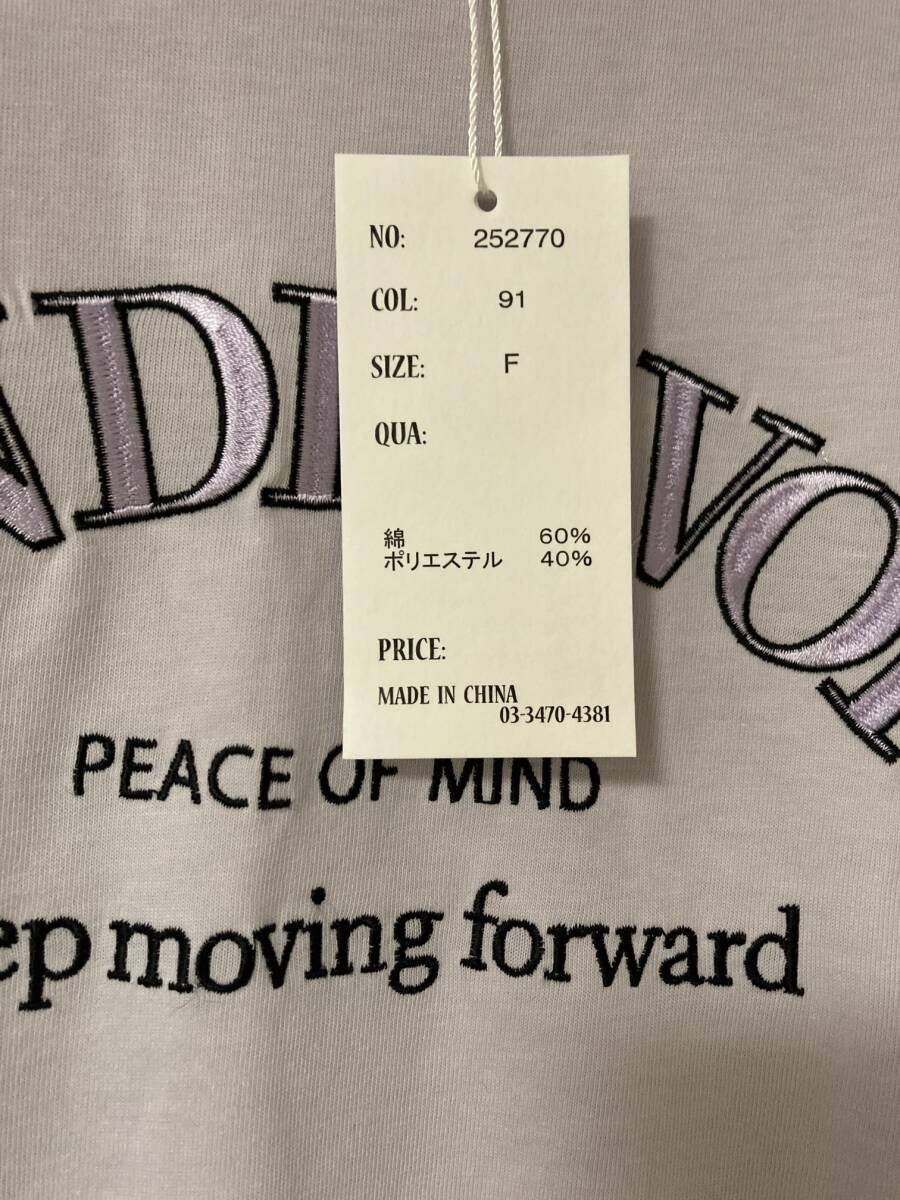 NO: 252770
COL: 91
SIZE: F
QUA:
綿 60%
ポリエステル 40%
PRICE:
MADE IN CHINA
03-3470-4381
PEACE OF MIND
moving forward